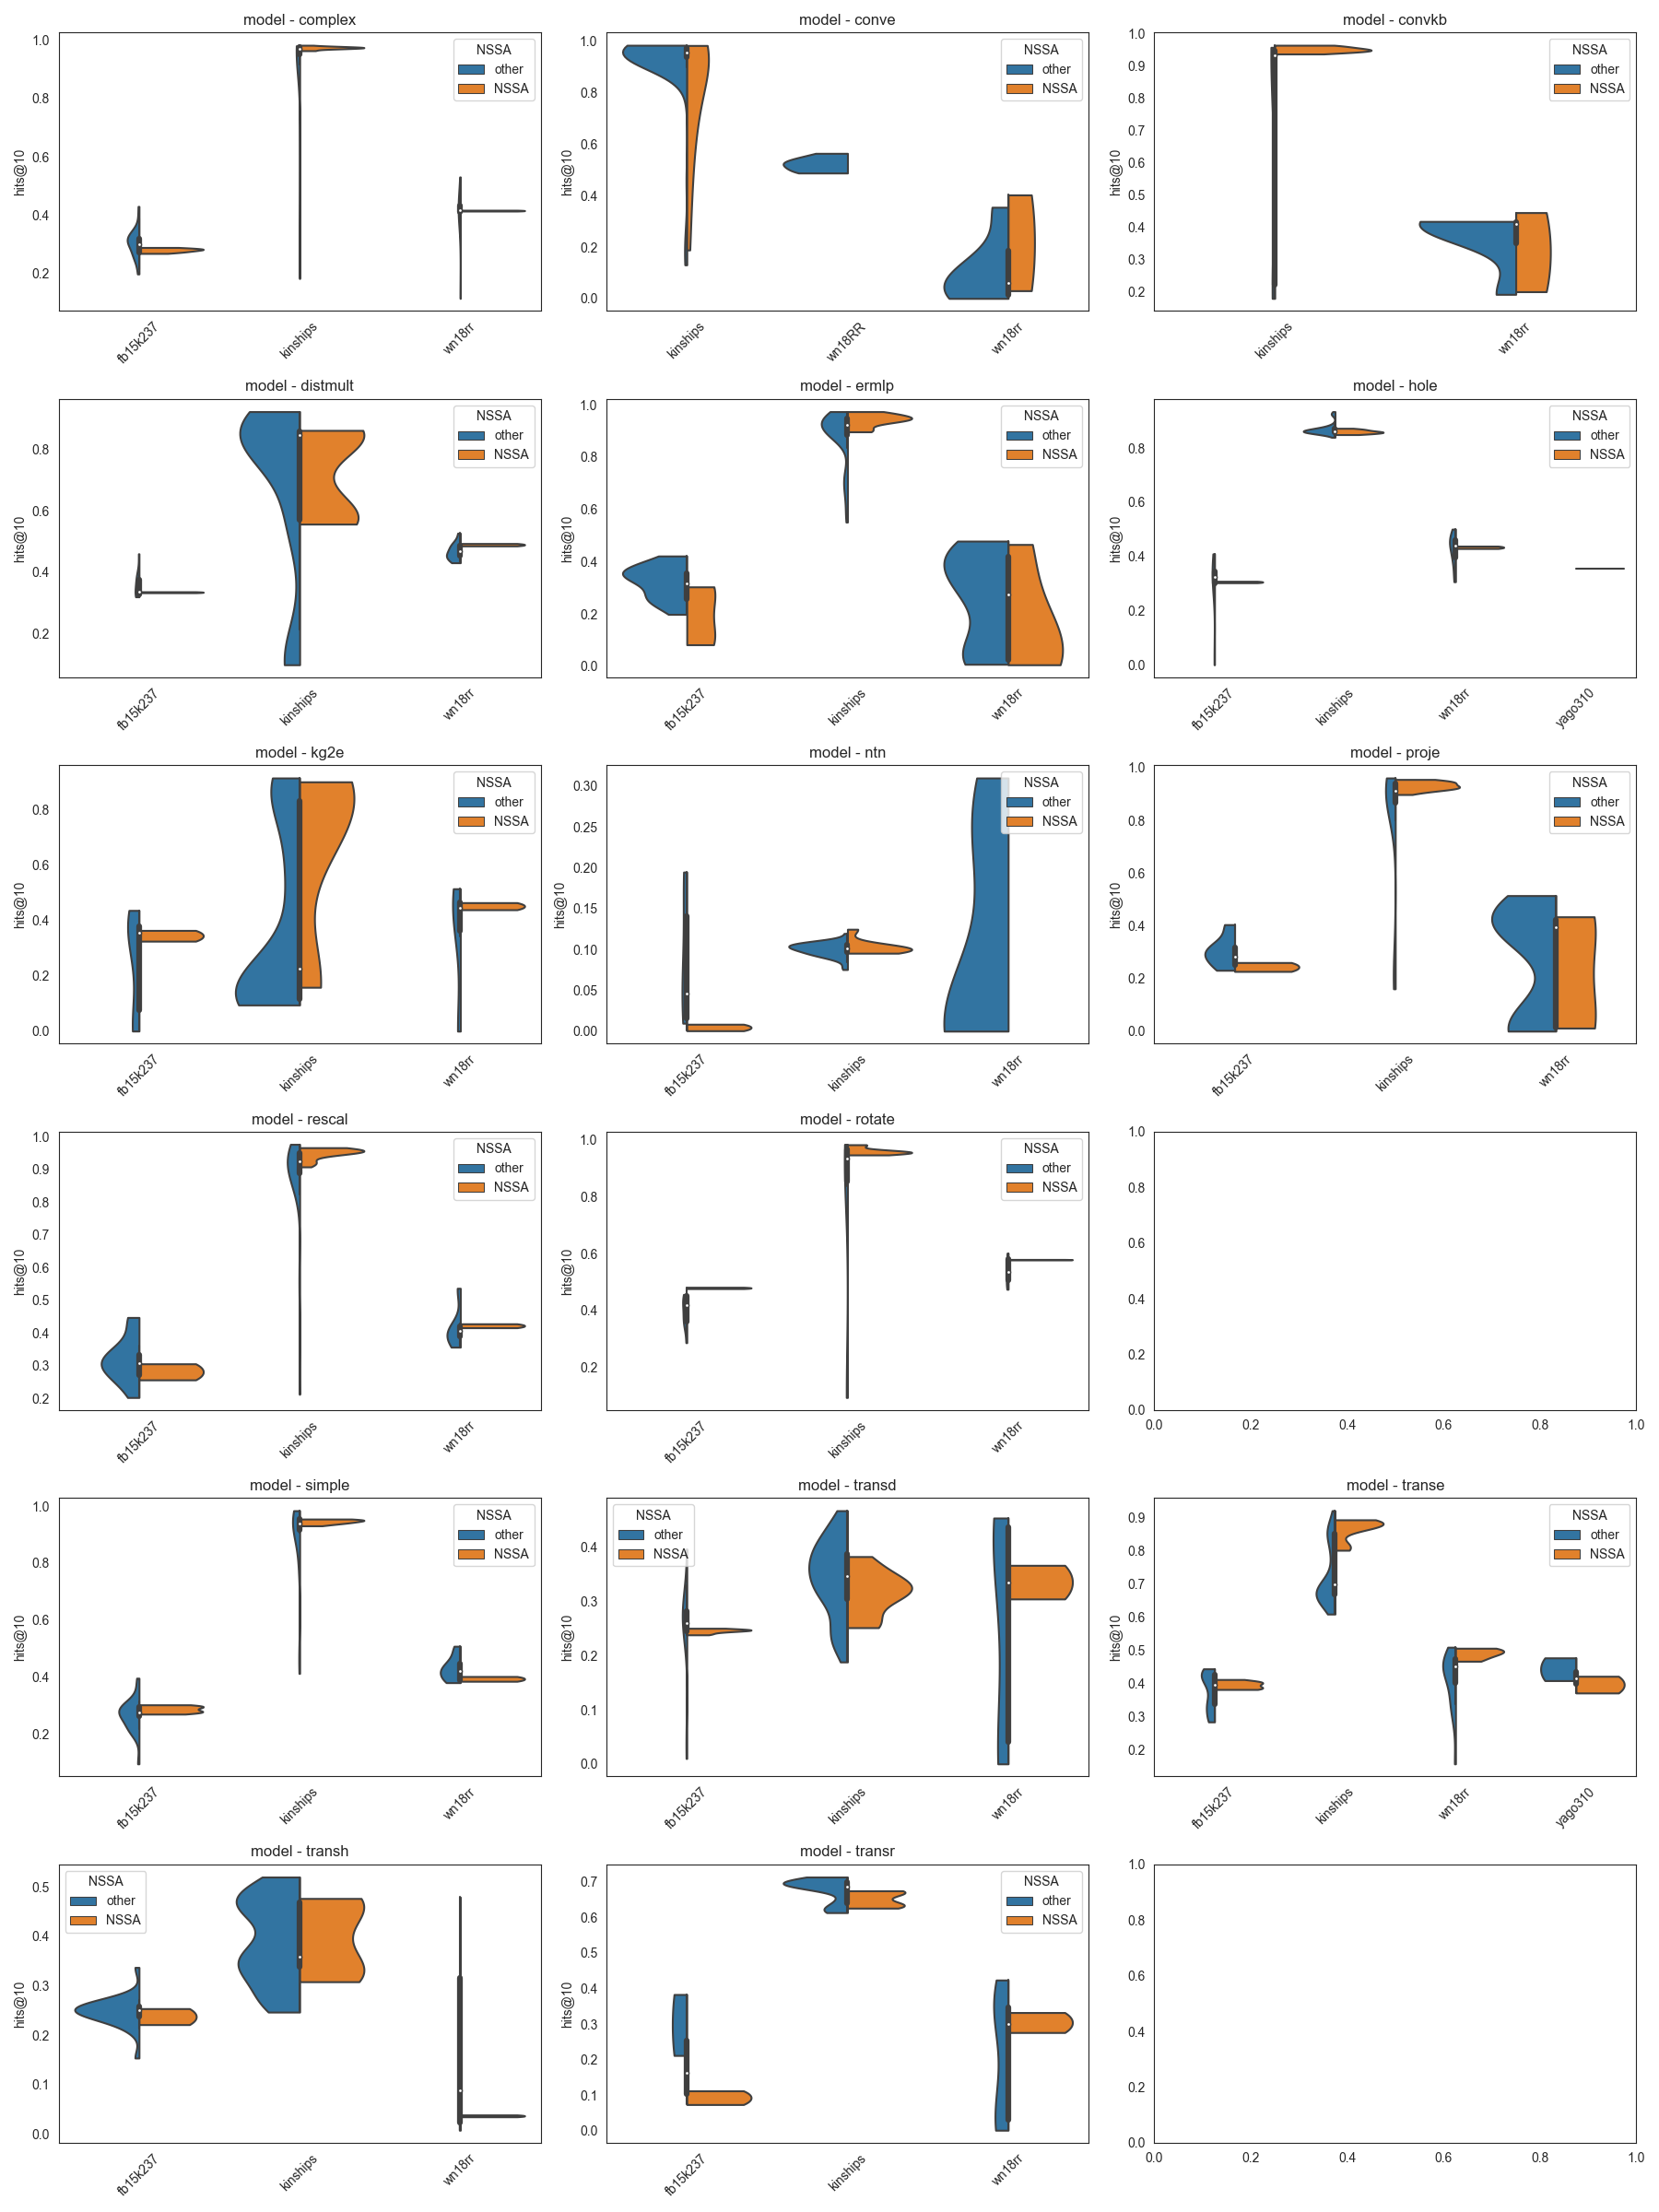 model - complex
hits@10
1.0
0.8
0.6
0.4
0.2
fb15k237
kinships
wn18rr
NSSA
other
NSSA
model - conve
hits@10
1.0
0.8
0.6
0.4
0.2
0.0
kinships
wn18RR
wn18rr
NSSA
other
NSSA
model - convkb
hits@10
1.0
0.9
0.8
0.7
0.6
0.5
0.4
0.3
0.2
kinships
wn18rr
NSSA
other
NSSA
model - distmult
hits@10
0.8
0.6
0.4
0.2
fb15k237
kinships
wn18rr
NSSA
other
NSSA
model - ermlp
hits@10
1.0
0.8
0.6
0.4
0.2
0.0
fb15k237
kinships
wn18rr
NSSA
other
NSSA
model - hole
hits@10
0.8
0.6
0.4
0.2
0.0
fb15k237
kinships
wn18rr
yago310
NSSA
other
NSSA
model - kg2e
hits@10
0.8
0.6
0.4
0.2
0.0
fb15k237
kinships
wn18rr
NSSA
other
NSSA
model - ntn
hits@10
0.30
0.25
0.20
0.15
0.10
0.05
0.00
fb15k237
kinships
wn18rr
NSSA
other
NSSA
model - proje
hits@10
1.0
0.8
0.6
0.4
0.2
0.0
fb15k237
kinships
wn18rr
NSSA
other
NSSA
model - rescal
hits@10
1.0
0.9
0.8
0.7
0.6
0.5
0.4
0.3
0.2
fb15k237
kinships
wn18rr
NSSA
other
NSSA
model - rotate
hits@10
1.0
0.8
0.6
0.4
0.2
fb15k237
kinships
wn18rr
NSSA
other
NSSA
1.0
0.8
0.6
0.4
0.2
0.0
0.0
0.2
0.4
0.6
0.8
1.0
model - simple
hits@10
1.0
0.8
0.6
0.4
0.2
fb15k237
kinships
wn18rr
NSSA
other
NSSA
model - transd
hits@10
0.4
0.3
0.2
0.1
0.0
fb15k237
kinships
wn18rr
NSSA
other
NSSA
model - transe
hits@10
0.9
0.8
0.7
0.6
0.5
0.4
0.3
0.2
fb15k237
kinships
wn18rr
yago310
NSSA
other
NSSA
model - transh
hits@10
0.5
0.4
0.3
0.2
0.1
0.0
fb15k237
kinships
wn18rr
NSSA
other
NSSA
model - transr
hits@10
0.7
0.6
0.5
0.4
0.3
0.2
0.1
0.0
fb15k237
kinships
wn18rr
NSSA
other
NSSA
1.0
0.8
0.6
0.4
0.2
0.0
0.0
0.2
0.4
0.6
0.8
1.0